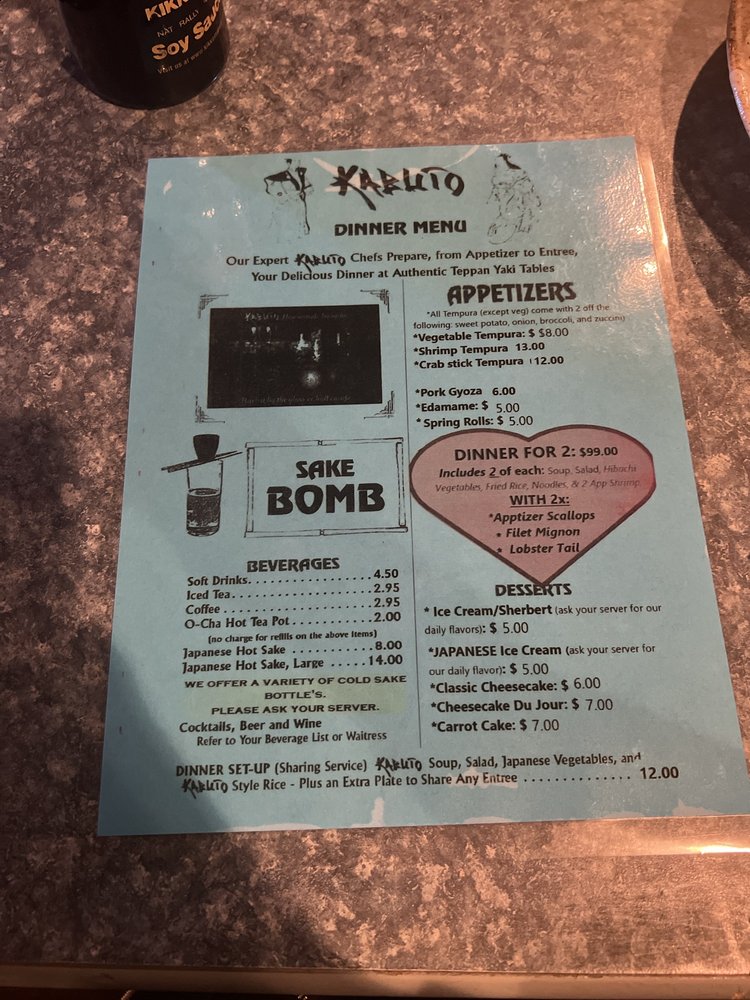 KIKK
NAT RALLY
Soy Sauc
Visit us at www.kikko
KABUTO
DINNER MENU
Our Expert KABUTO Chefs Prepare, from Appetizer to Entree,
Your Delicious Dinner at Authentic Teppan Yaki Tables
SAKE
BOMB
BEVERAGES
Soft Drinks. . . . . . . . . . . . . . . . . 4.50
Iced Tea. . . . . . . . . . . . . . . . . . . 2.95
Coffee . . . . . . . . . . . . . . . . . . . . 2.95
O-Cha Hot Tea Pot . . . . . . . . . . . 2.00
(no charge for refills on the above items)
Japanese Hot Sake . . . . . . . . . . . 8.00
Japanese Hot Sake, Large . . . . . 14.00
WE OFFER A VARIETY OF COLD SAKE
BOTTLE'S.
PLEASE ASK YOUR SERVER.
Cocktails, Beer and Wine
Refer to Your Beverage List or Waitress
APPETIZERS
*All Tempura (except veg) come with 2 off the
following: sweet potato, onion, broccoli, and zuccini)
*Vegetable Tempura: $ $8.00
*Shrimp Tempura 13.00
*Crab stick Tempura 12.00
*Pork Gyoza 6.00
*Edamame: $ 5.00
*Spring Rolls: $ 5.00
DINNER FOR 2: $99.00
Includes 2 of each: Soup, Salad, Hibachi
Vegetables, Fried Rice, Noodles, & 2 App Shrimp,
WITH 2x:
*Apptizer Scallops
* Filet Mignon
* Lobster Tail
DESSERTS
* Ice Cream/Sherbert (ask your server for our
daily flavors): $ 5.00
*JAPANESE Ice Cream (ask your server for
our daily flavor): $ 5.00
*Classic Cheesecake: $ 6.00
*Cheesecake Du Jour: $ 7.00
*Carrot Cake: $ 7.00
DINNER SET-UP (Sharing Service) KABUTO Soup, Salad, Japanese Vegetables, and
KABUTO Style Rice - Plus an Extra Plate to Share Any Entree . . . . . . . . . . . . . . 12.00